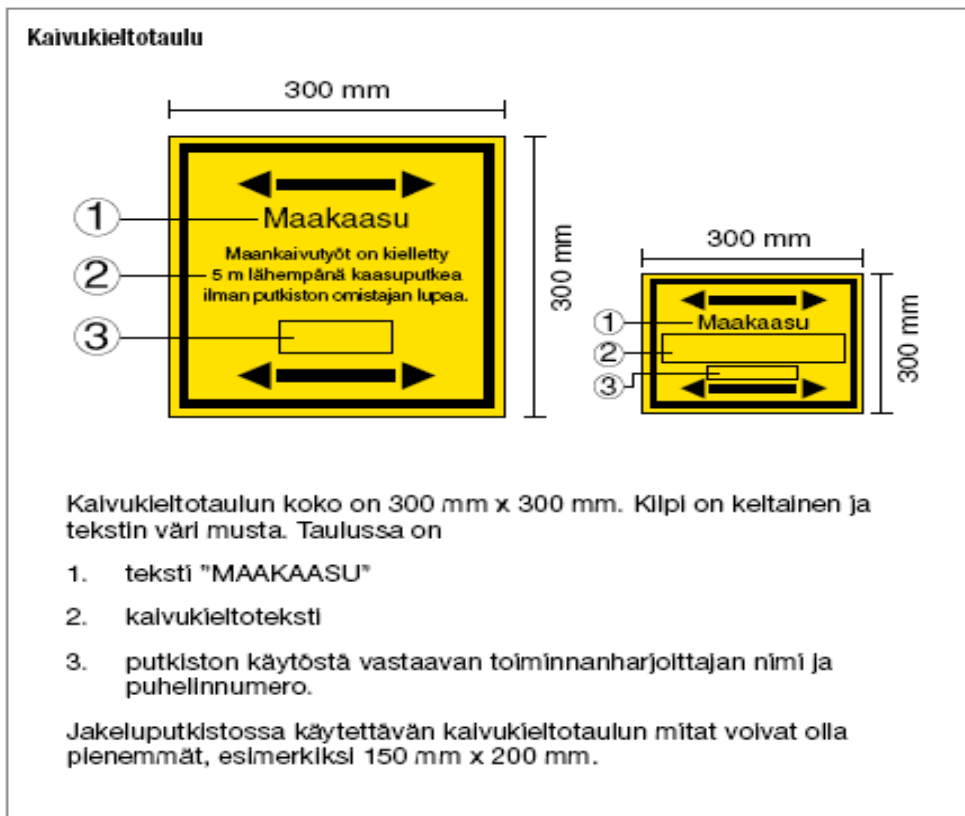 Kaivukieltotaulu
300 mm
300 mm
1
Maakaasu
2
Maankaivutyöt on kielletty
5 m lähempänä kaasuputkea
ilman putkiston omistajan lupaa.
3
300 mm
300 mm
1
Maakaasu
2
3
Kaivukieltotaulun koko on 300 mm x 300 mm. Kilpi on keltainen ja
tekstin väri musta. Taulussa on
1. teksti "MAAKAASU"
2. kaivukieltoteksti
3. putkiston käytöstä vastaavan toiminnanharjoittajan nimi ja
puhelinnumero.
Jakeluputkistossa käytettävän kaivukieltotaulun mitat voivat olla
pienemmät, esimerkiksi 150 mm x 200 mm.